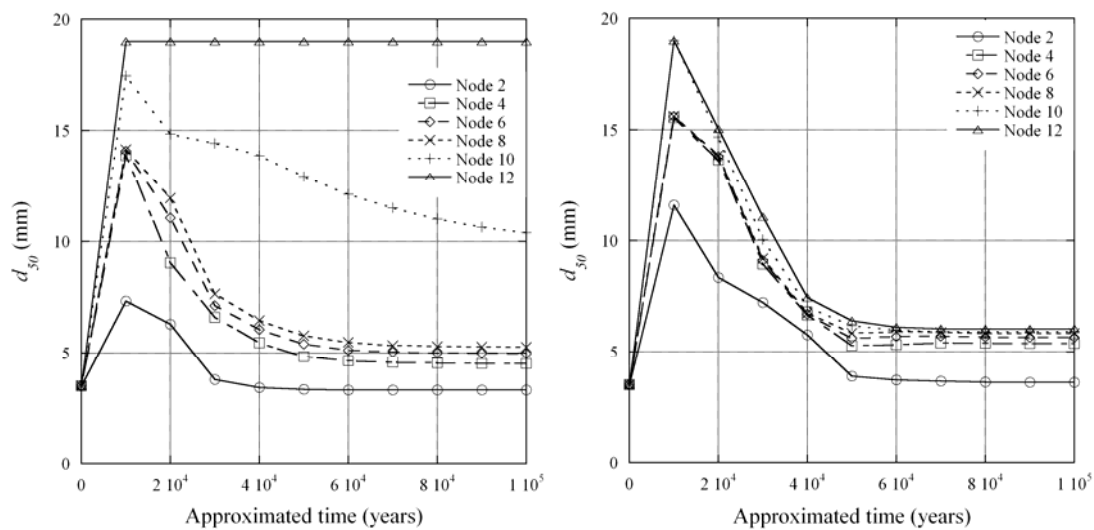 20
15
10
5
0
d50 (mm)
0
2 10^4
4 10^4
6 10^4
8 10^4
1 10^5
Approximated time (years)
Node 2
Node 4
Node 6
Node 8
Node 10
Node 12
20
15
10
5
0
d50 (mm)
0
2 10^4
4 10^4
6 10^4
8 10^4
1 10^5
Approximated time (years)
Node 2
Node 4
Node 6
Node 8
Node 10
Node 12